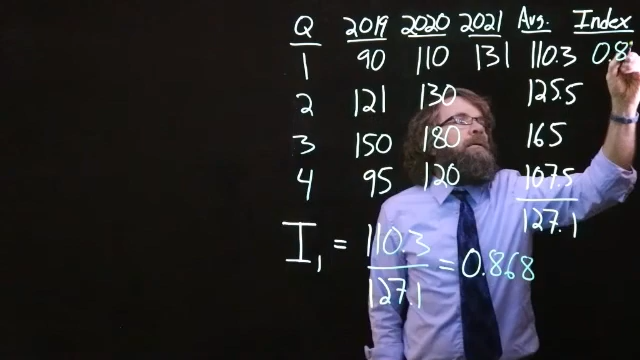 Q 2019 2020 2021 Avg. Index
1 90 110 131 110.3 0.8
2 121 130 125.5
3 150 180 165
4 95 120 107.5
127.1
I₁ = 110.3 / 127.1 = 0.868